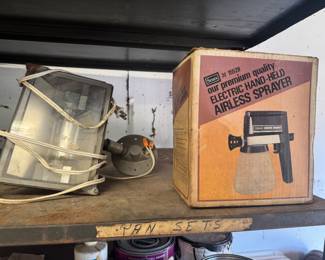 our premium quality
ELECTRIC HAND-HELD
AIRLESS SPRAYER
PAN SETS